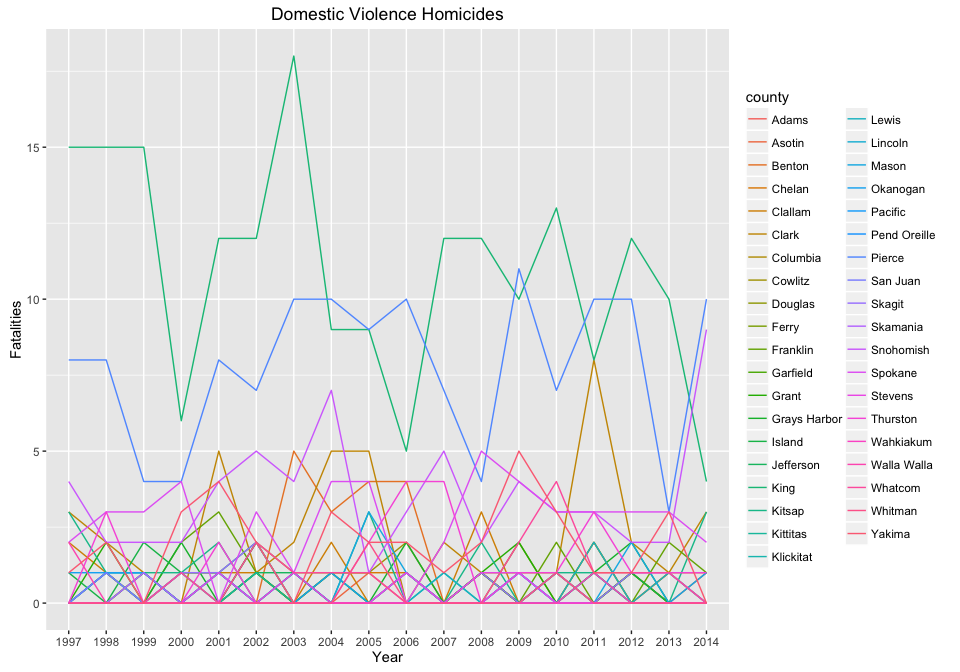 Domestic Violence Homicides
Fatalities
15
10
5
0
1997 1998 1999 2000 2001 2002 2003 2004 2005 2006 2007 2008 2009 2010 2011 2012 2013 2014
Year
county
Adams
Asotin
Benton
Chelan
Clallam
Clark
Columbia
Cowlitz
Douglas
Ferry
Franklin
Garfield
Grant
Grays Harbor
Island
Jefferson
King
Kitsap
Kittitas
Klickitat
Lewis
Lincoln
Mason
Okanogan
Pacific
Pend Oreille
Pierce
San Juan
Skagit
Skamania
Snohomish
Spokane
Stevens
Thurston
Wahkiakum
Walla Walla
Whatcom
Whitman
Yakima